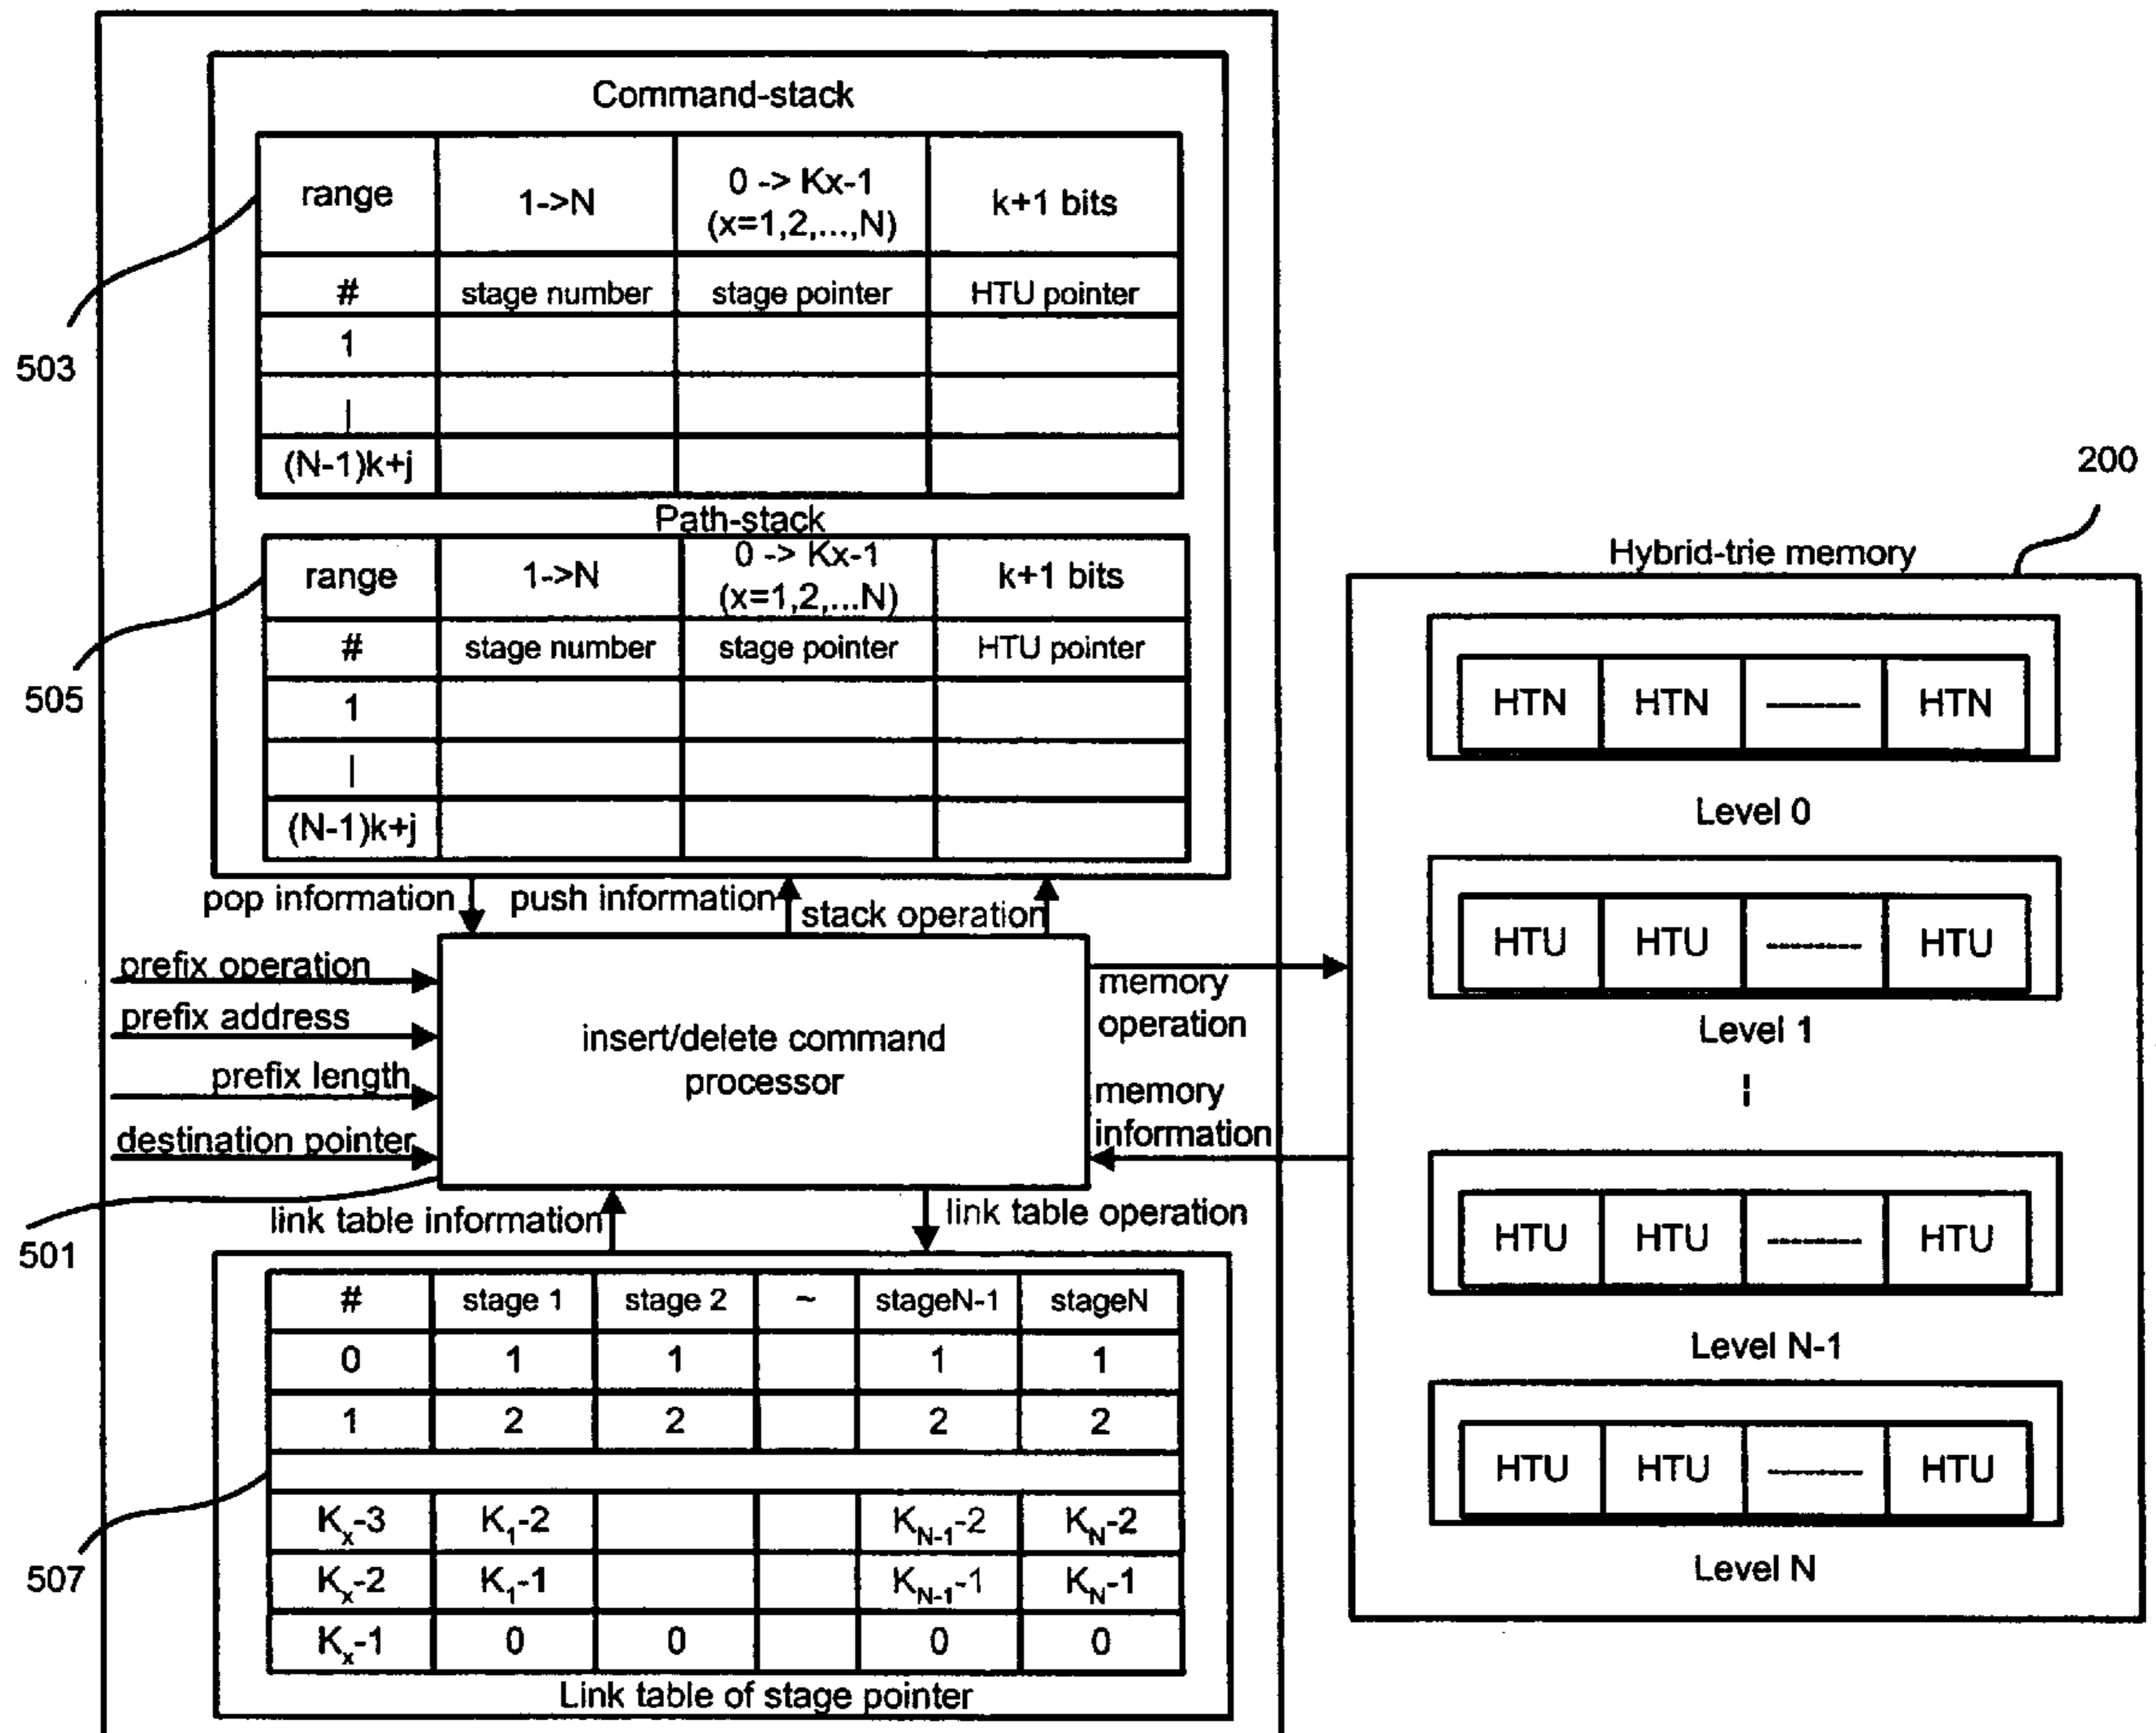 Command-stack
range 1->N 0 -> Kx-1 k+1 bits
(x=1,2,...,N)
# stage number stage pointer HTU pointer
1
|
(N-1)k+j
503
Path-stack
range 1->N 0 -> Kx-1 k+1 bits
(x=1,2,...N)
# stage number stage pointer HTU pointer
1
|
(N-1)k+j
505
pop information push information stack operation
prefix operation
prefix address
prefix length
destination pointer
insert/delete command
processor
501
memory
operation
memory
information
link table information link table operation
# stage 1 stage 2 ~ stageN-1 stageN
0 1 1 1 1
1 2 2 2 2
Kx-3 K1-2 KN-1-2 KN-2
Kx-2 K1-1 KN-1-1 KN-1
Kx-1 0 0 0 0
507
Link table of stage pointer
200
Hybrid-trie memory
HTN HTN -------- HTN
Level 0
HTU HTU -------- HTU
Level 1
¦
HTU HTU -------- HTU
Level N-1
HTU HTU -------- HTU
Level N